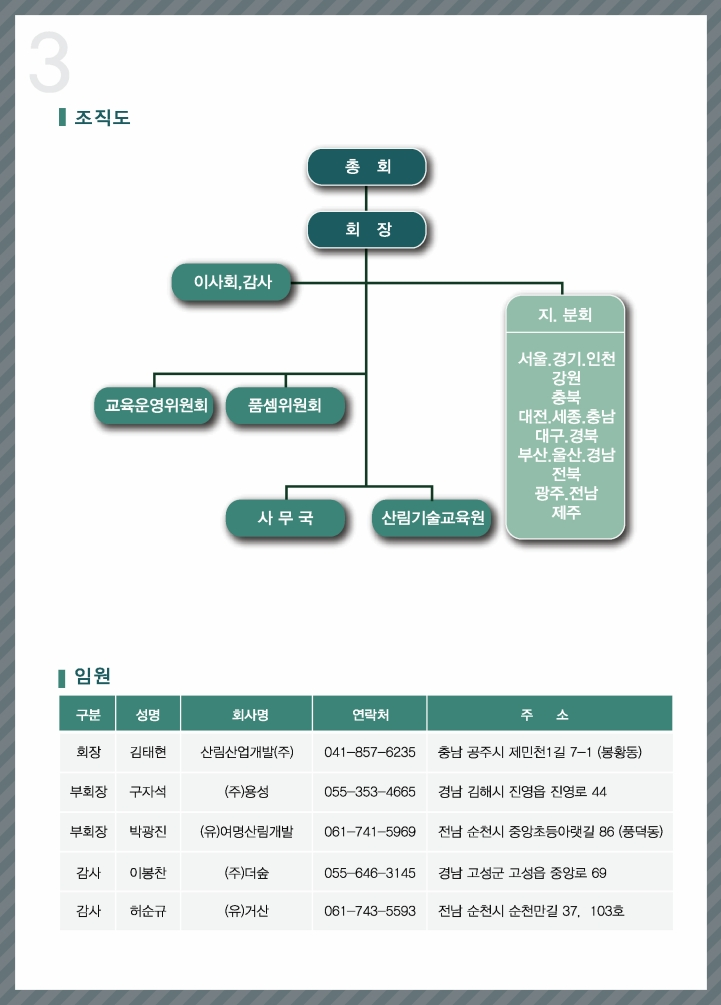 3
조직도
총 회
회 장
이사회,감사
지. 분회
서울.경기.인천
강원
충북
대전.세종.충남
대구.경북
부산.울산.경남
전북
광주.전남
제주
교육운영위원회 품셈위원회
사 무 국 산림기술교육원
임원
구분 성명 회사명 연락처 주 소
회장 김태현 산림산업개발(주) 041-857-6235 충남 공주시 제민천1길 7-1 (봉황동)
부회장 구자석 (주)용성 055-353-4665 경남 김해시 진영읍 진영로 44
부회장 박광진 (유)여명산림개발 061-741-5969 전남 순천시 중앙초등아랫길 86 (풍덕동)
감사 이봉찬 (주)더숲 055-646-3145 경남 고성군 고성읍 중앙로 69
감사 허순규 (유)거산 061-743-5593 전남 순천시 순천만길 37, 103호